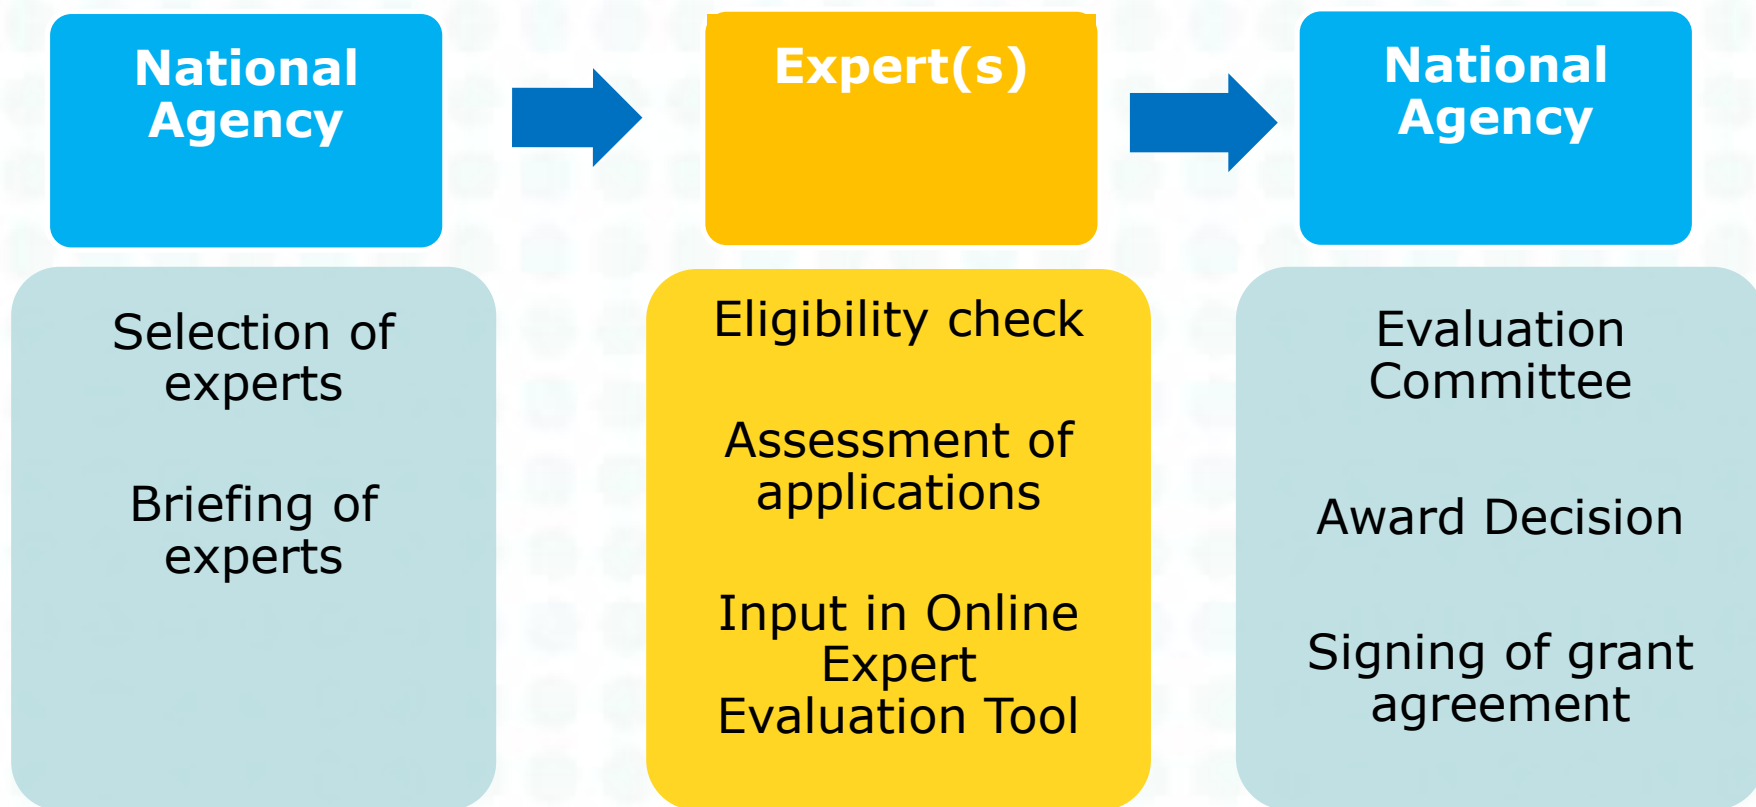 National
Agency
Expert(s)
National
Agency
Selection of
experts
Briefing of
experts
Eligibility check
Assessment of
applications
Input in Online
Expert
Evaluation Tool
Evaluation
Committee
Award Decision
Signing of grant
agreement